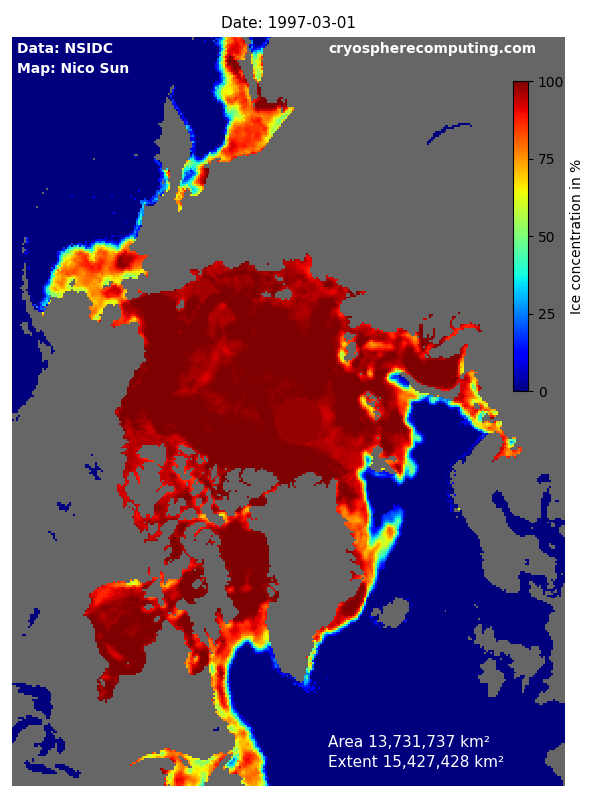 Date: 1997-03-01
Data: NSIDC
Map: Nico Sun
cryospherecomputing.com
100
75
50
25
0
Ice concentration in %
Area 13,731,737 km²
Extent 15,427,428 km²